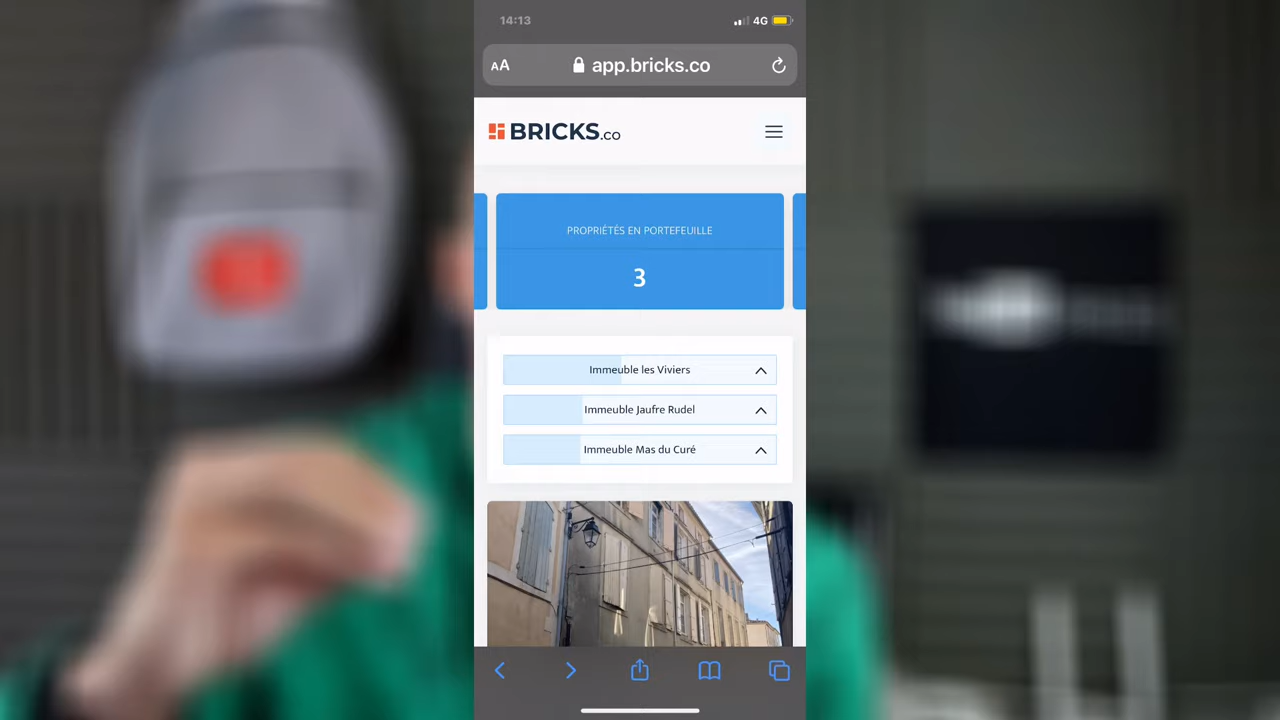 14:13
4G
AA
app.bricks.co
BRICKS.co
PROPRIÉTÉS EN PORTEFEUILLE
3
Immeuble les Viviers
Immeuble Jaufre Rudel
Immeuble Mas du Curé